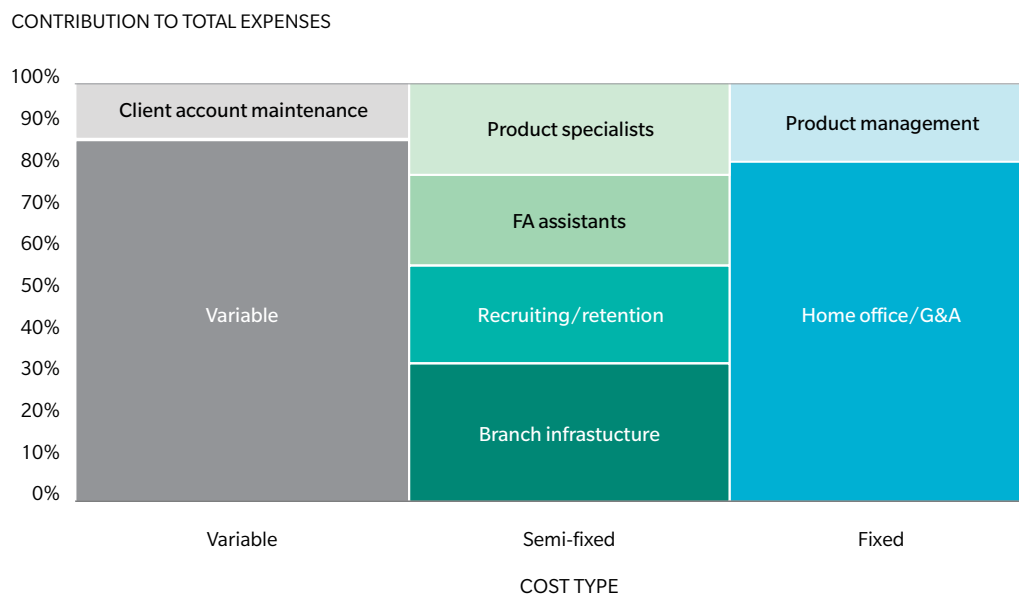 CONTRIBUTION TO TOTAL EXPENSES
100%
90%
80%
70%
60%
50%
40%
30%
20%
10%
0%
Client account maintenance
Variable
Product specialists
FA assistants
Recruiting/retention
Branch infrastucture
Product management
Home office/G&A
Variable
Semi-fixed
Fixed
COST TYPE